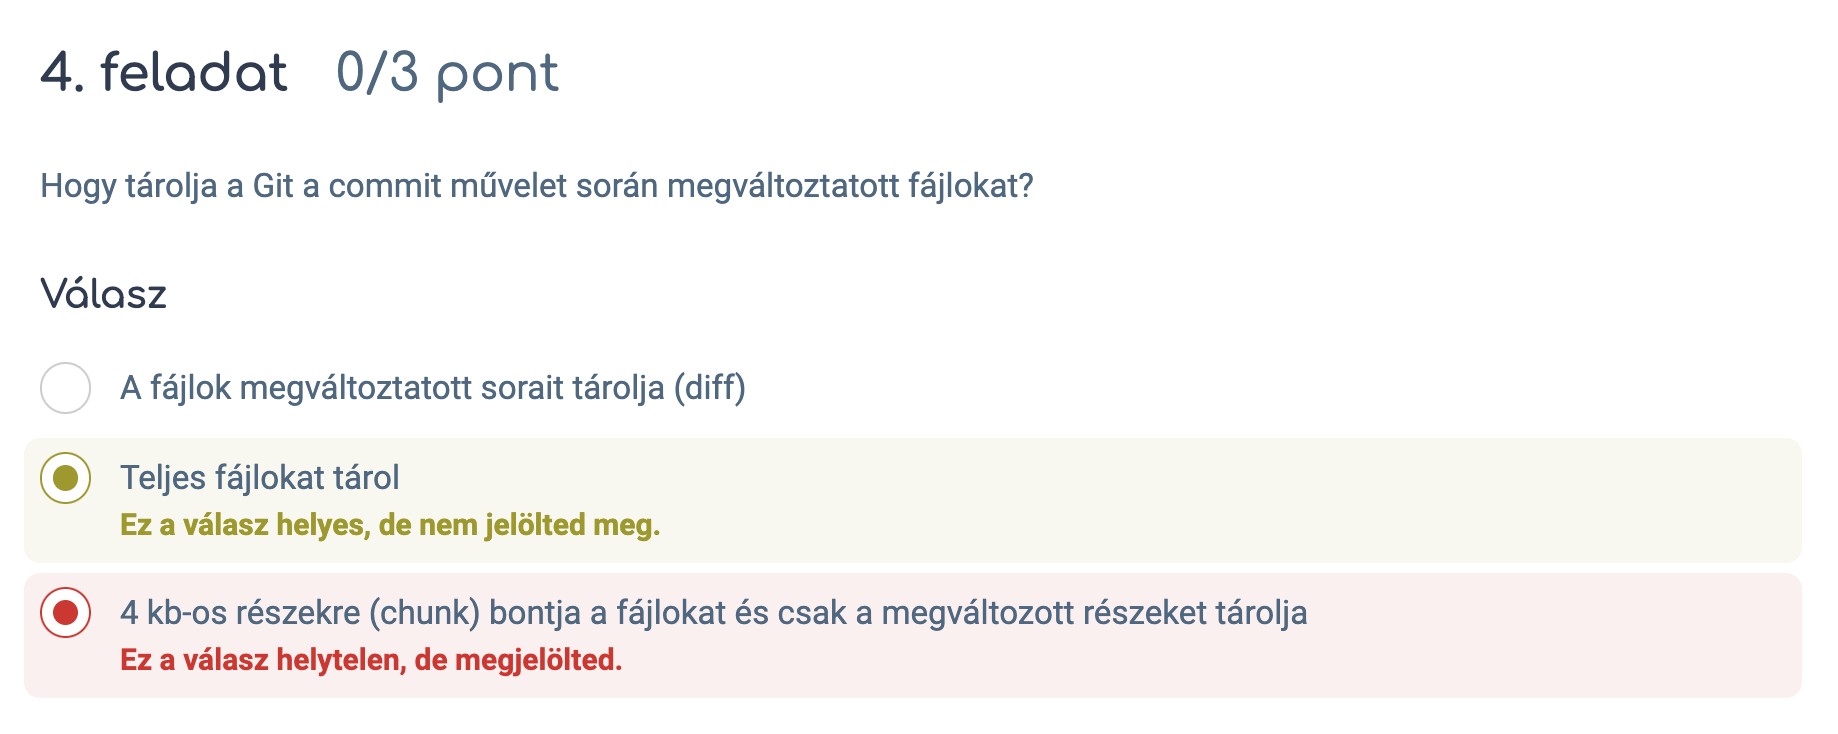 4. feladat 0/3 pont
Hogy tárolja a Git a commit művelet során megváltoztatott fájlokat?
Válasz
A fájlok megváltoztatott sorait tárolja (diff)
Teljes fájlokat tárol
Ez a válasz helyes, de nem jelölted meg.
4 kb-os részekre (chunk) bontja a fájlokat és csak a megváltozott részeket tárolja
Ez a válasz helytelen, de megjelölted.